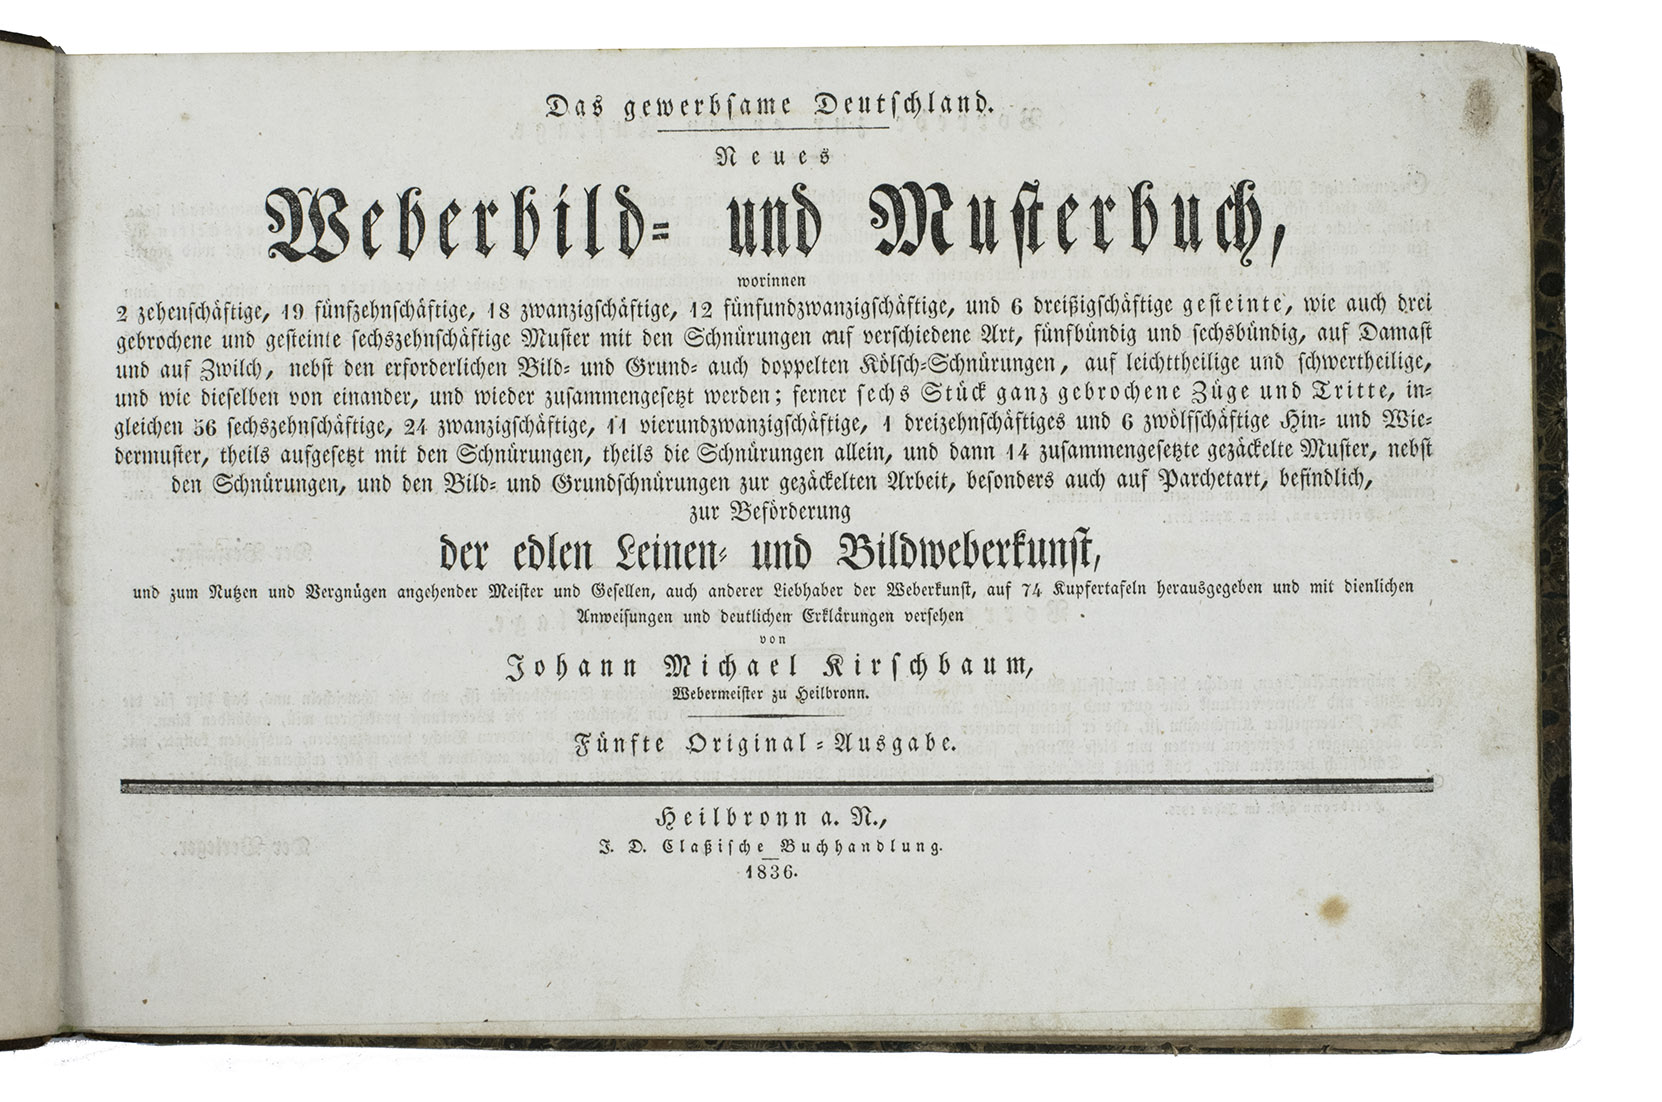 Das gewerbsame Deutschland.
Neues
Weberbild- und Musterbuch,
worinnen
2 zehenschäftige, 19 fünfzehnschäftige, 18 zwanzigschäftige, 12 fünfundzwanzigschäftige, und 6 dreißigschäftige gesteinte, wie auch drei
gebrochene und gesteinte sechszehnschäftige Muster mit den Schnürungen auf verschiedene Art, fünfbündig und sechsbündig, auf Damast
und auf Zwilch, nebst den erforderlichen Bild- und Grund- auch doppelten Kölsch-Schnürungen, auf leichttheilige und schwertheilige,
und wie dieselben von einander, und wieder zusammengesetzt werden; ferner sechs Stück ganz gebrochene Züge und Tritte, in-
gleichen 56 sechszehnschäftige, 24 zwanzigschäftige, 11 vierundzwanzigschäftige, 1 dreizehnschäftiges und 6 zwölfschäftige Hin- und Wie-
dermuster, theils aufgesetzt mit den Schnürungen, theils die Schnürungen allein, und dann 14 zusammengesetzte gezäckelte Muster, nebst
den Schnürungen, und den Bild- und Grundschnürungen zur gezäckelten Arbeit, besonders auch auf Parchetart, befindlich,
zur Beförderung
der edlen Leinen- und Bildweberkunst,
und zum Nutzen und Vergnügen angehender Meister und Gesellen, auch anderer Liebhaber der Weberkunst, auf 74 Kupfertafeln herausgegeben und mit dienlichen
Anweisungen und deutlichen Erklärungen versehen
von
Johann Michael Kirschbaum,
Webermeister zu Heilbronn.
Fünfte Original-Ausgabe.
Heilbronn a. N.,
J. D. Claßische Buchhandlung.
1836.